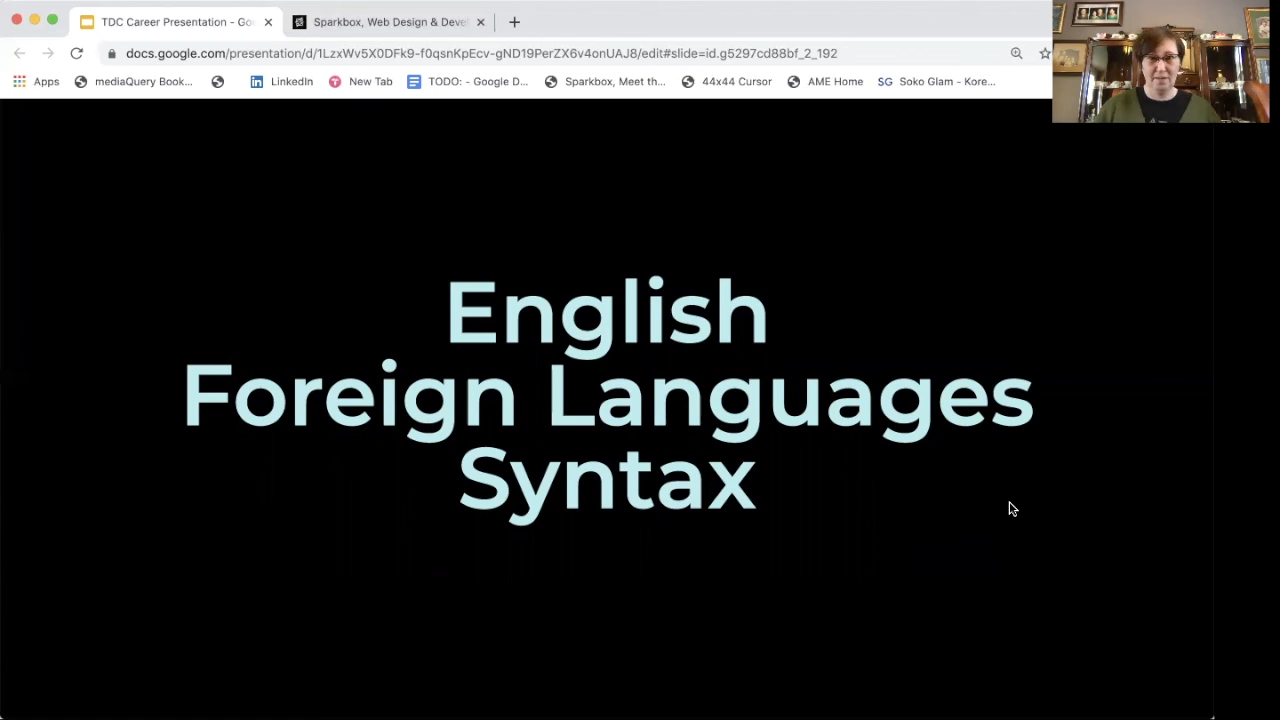 TDC Career Presentation - Goo
Sparkbox, Web Design & Devel
docs.google.com/presentation/d/1LzxWv5X0DFk9-f0qsnKpEcv-gND19PerZX6v4onUAJ8/edit#slide=id.g5297cd88bf_2_192
Apps mediaQuery Book... LinkedIn New Tab TODO: - Google D... Sparkbox, Meet th... 44x44 Cursor AME Home SG Soko Glam - Kore...
English
Foreign Languages
Syntax